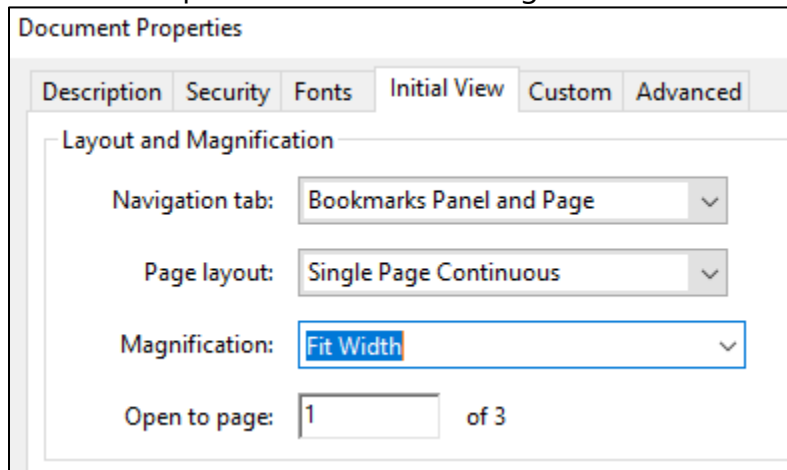 Document Properties
Description Security Fonts Initial View Custom Advanced
Layout and Magnification
Navigation tab: Bookmarks Panel and Page
Page layout: Single Page Continuous
Magnification: Fit Width
Open to page: 1 of 3